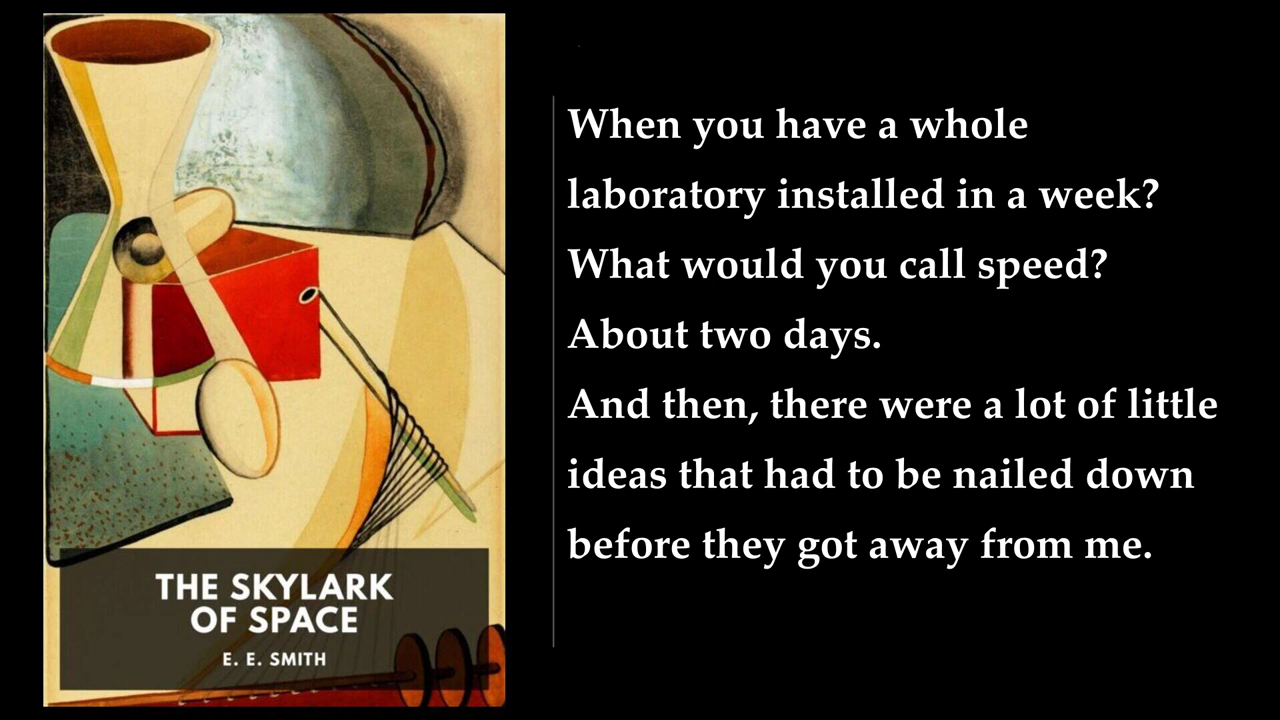 THE SKYLARK
OF SPACE
E. E. SMITH
When you have a whole
laboratory installed in a week?
What would you call speed?
About two days.
And then, there were a lot of little
ideas that had to be nailed down
before they got away from me.